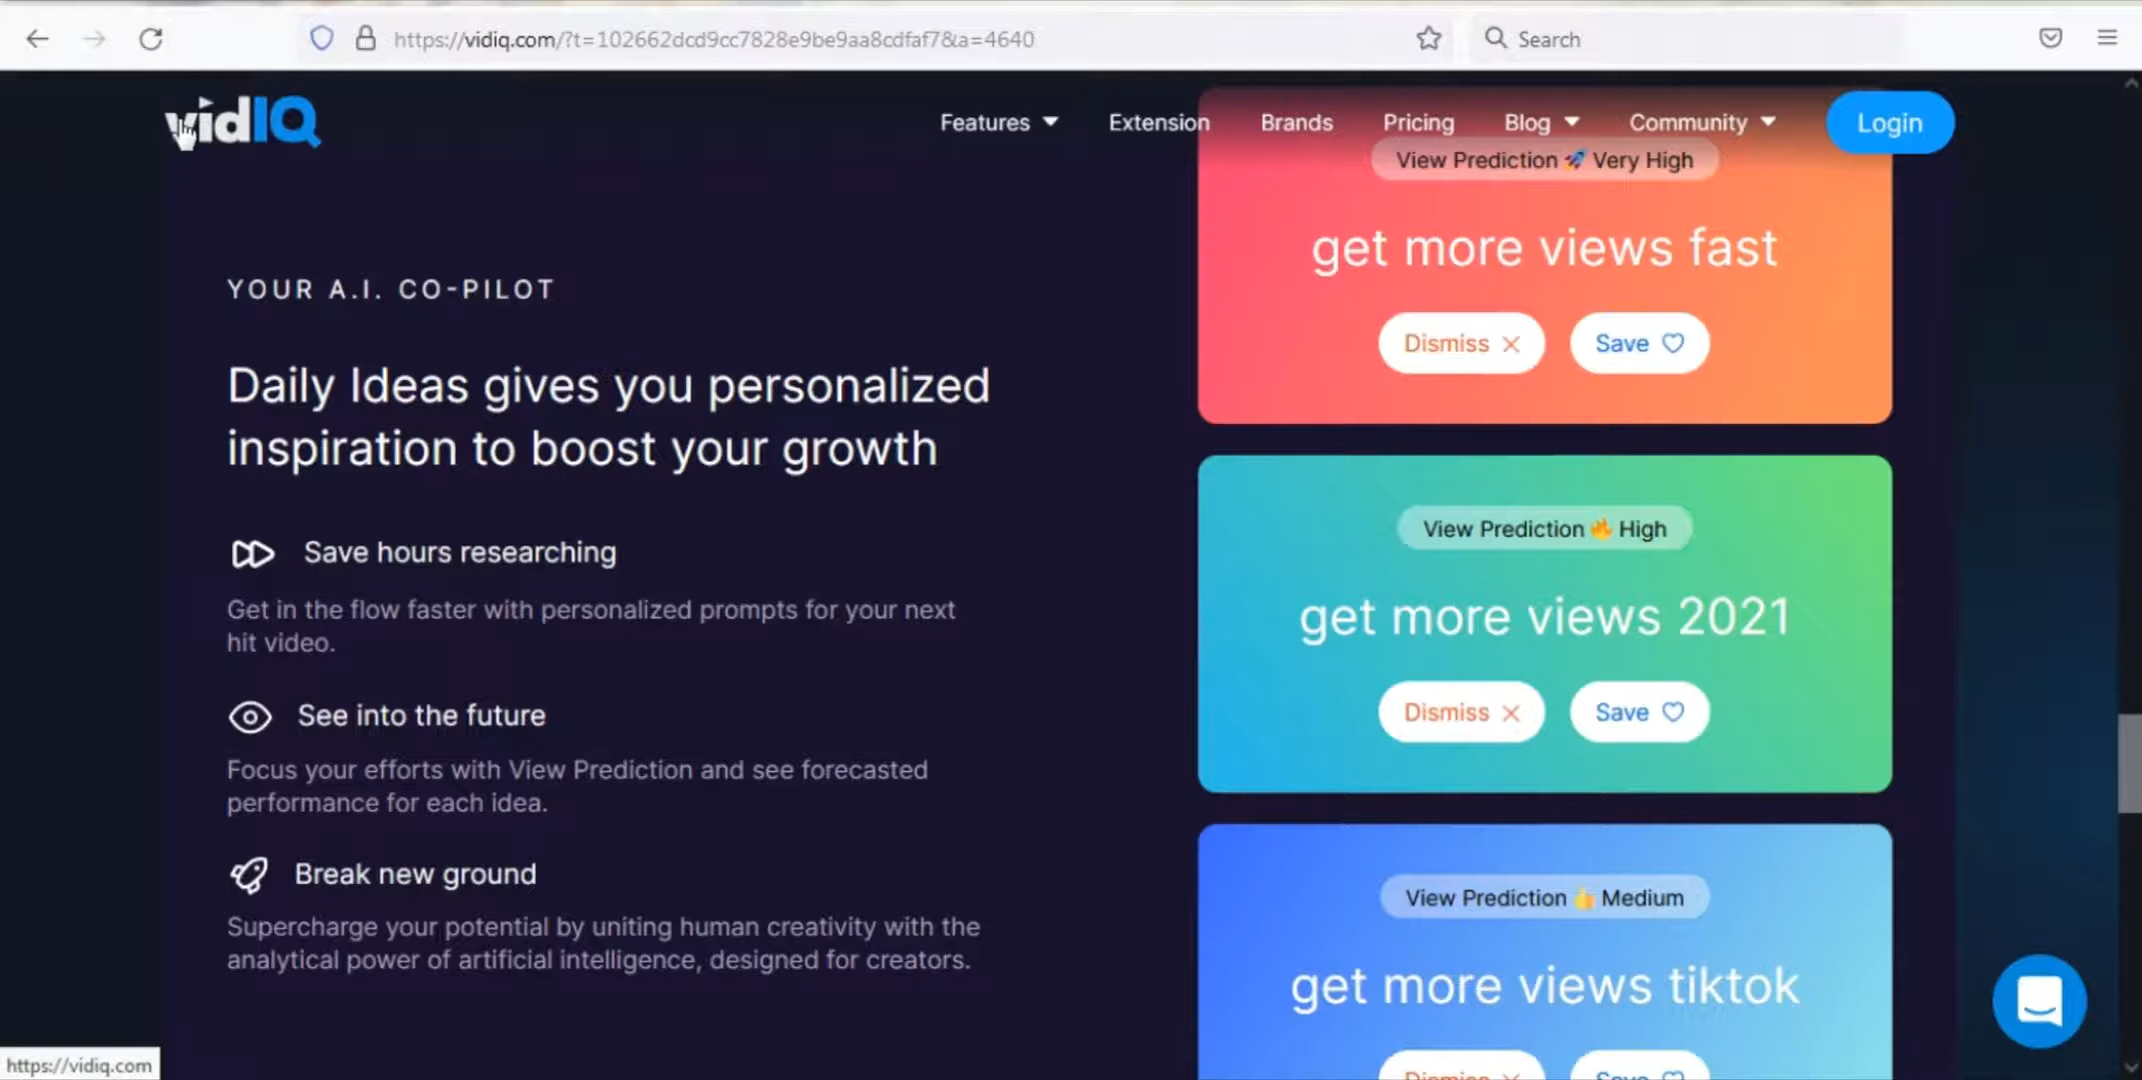 https://vidiq.com/?t=102662dcd9cc7828e9be9aa8cdfaf7&a=4640
Search
vidIQ
Features
Extension
Brands
Pricing
Blog
Community
Login
YOUR A.I. CO-PILOT
Daily Ideas gives you personalized
inspiration to boost your growth
Save hours researching
Get in the flow faster with personalized prompts for your next
hit video.
See into the future
Focus your efforts with View Prediction and see forecasted
performance for each idea.
Break new ground
Supercharge your potential by uniting human creativity with the
analytical power of artificial intelligence, designed for creators.
View Prediction 🚀 Very High
get more views fast
Dismiss
Save
View Prediction 🔥 High
get more views 2021
Dismiss
Save
View Prediction 👍 Medium
get more views tiktok
Dismiss
Save
https://vidiq.com